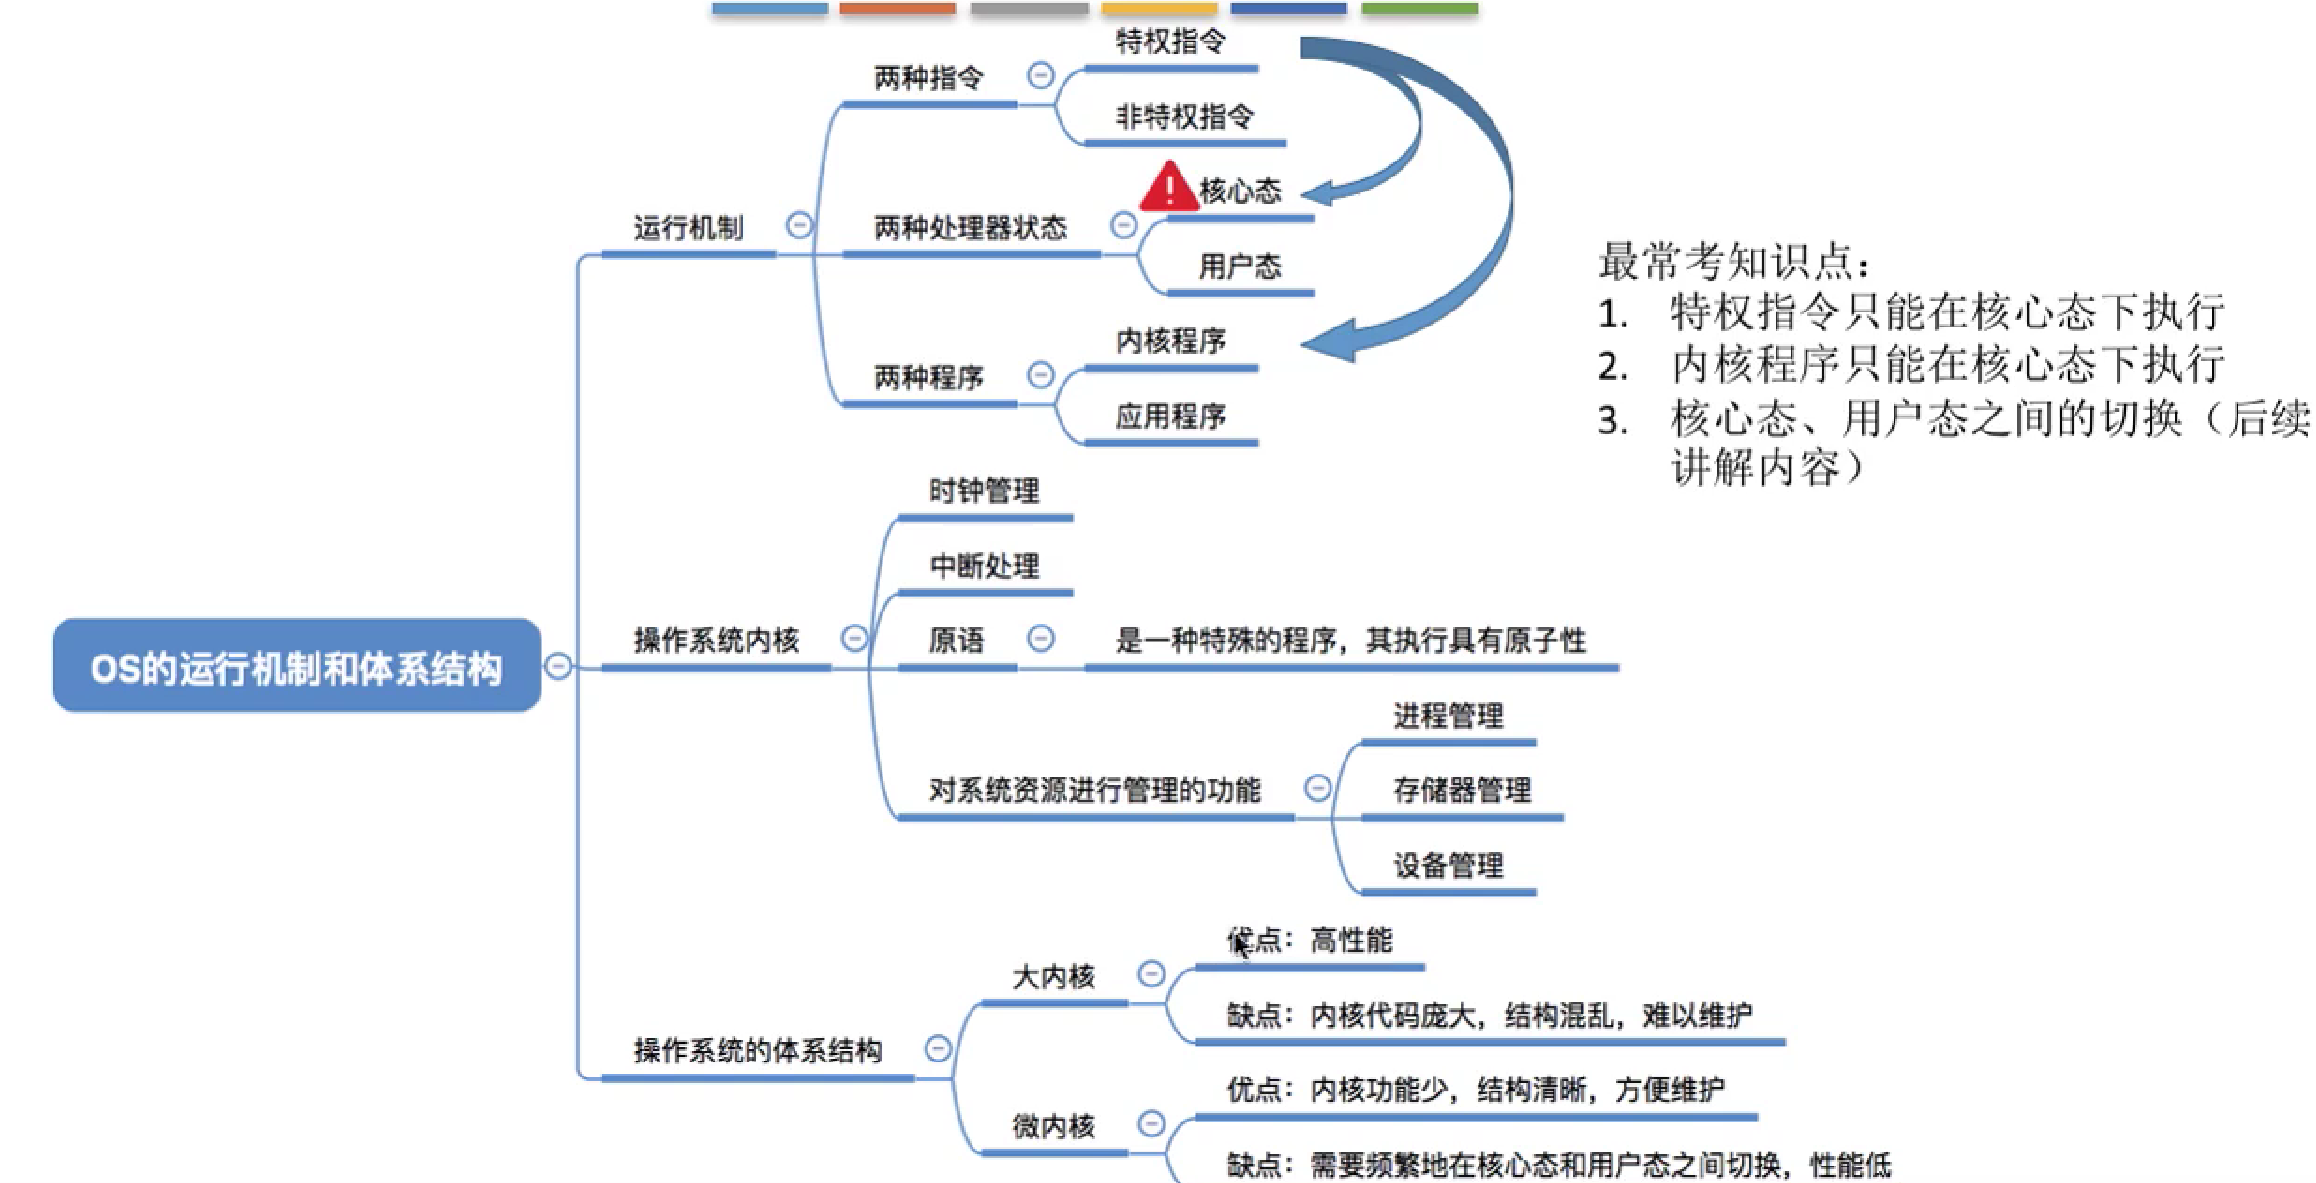 特权指令
两种指令
非特权指令
核心态
运行机制
两种处理器状态
用户态
内核程序
两种程序
应用程序
最常考知识点：
1. 特权指令只能在核心态下执行
2. 内核程序只能在核心态下执行
3. 核心态、用户态之间的切换（后续
讲解内容）
时钟管理
中断处理
操作系统内核
原语
是一种特殊的程序，其执行具有原子性
OS的运行机制和体系结构
进程管理
对系统资源进行管理的功能
存储器管理
设备管理
优点：高性能
大内核
缺点：内核代码庞大，结构混乱，难以维护
操作系统的体系结构
优点：内核功能少，结构清晰，方便维护
微内核
缺点：需要频繁地在核心态和用户态之间切换，性能低